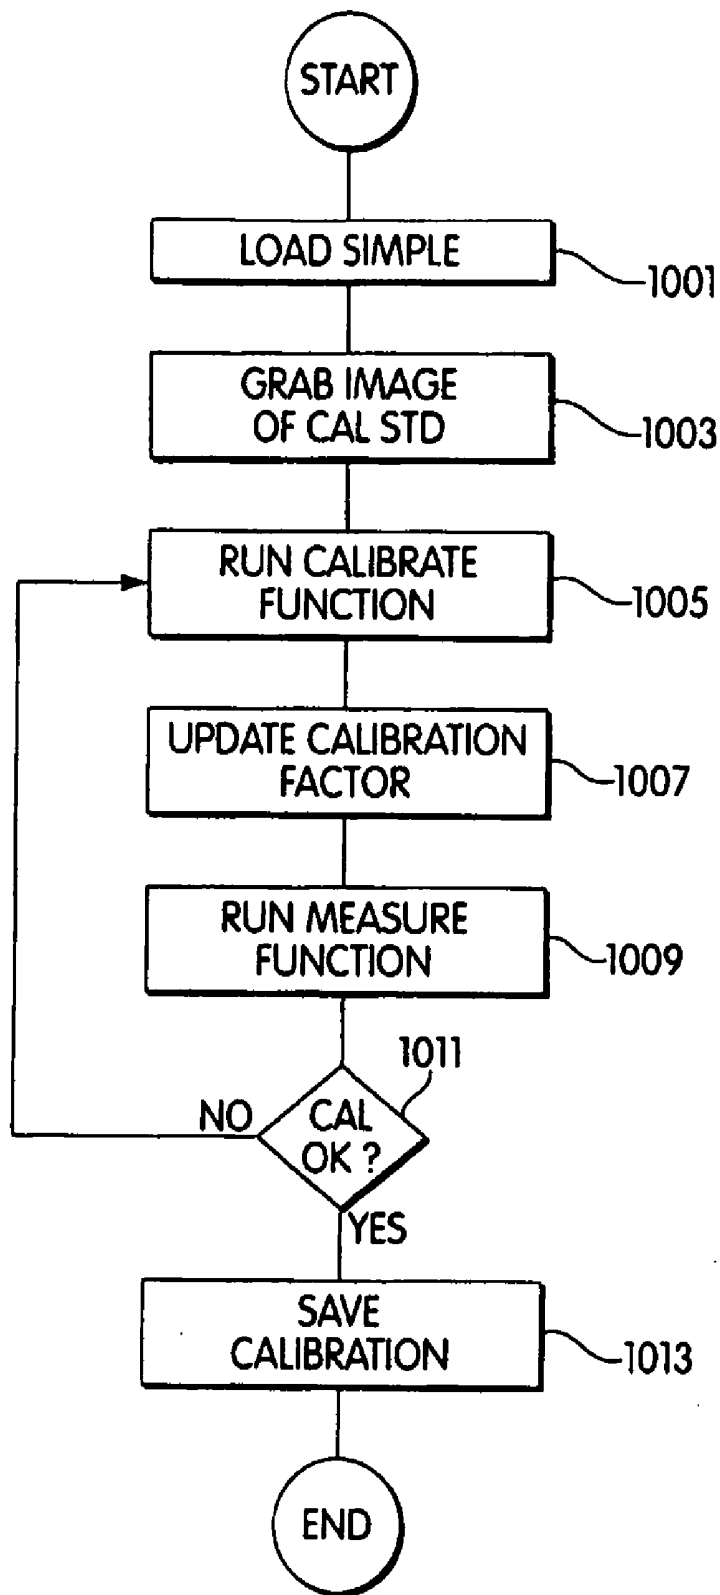 START
LOAD SIMPLE
1001
GRAB IMAGE
OF CAL STD
1003
RUN CALIBRATE
FUNCTION
1005
UPDATE CALIBRATION
FACTOR
1007
RUN MEASURE
FUNCTION
1009
1011
NO
CAL
OK ?
YES
SAVE
CALIBRATION
1013
END